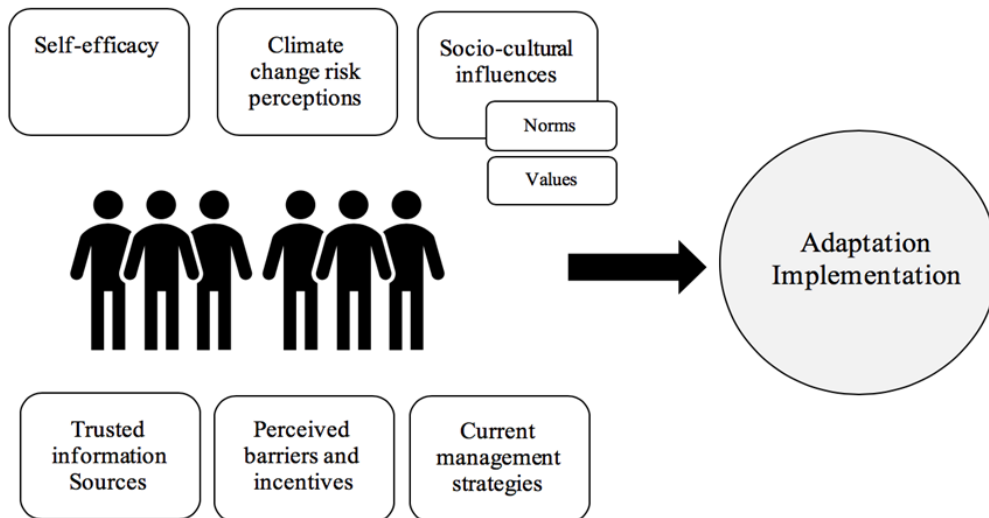 Self-efficacy
Climate
change risk
perceptions
Socio-cultural
influences
Norms
Values
Adaptation
Implementation
Trusted
information
Sources
Perceived
barriers and
incentives
Current
management
strategies